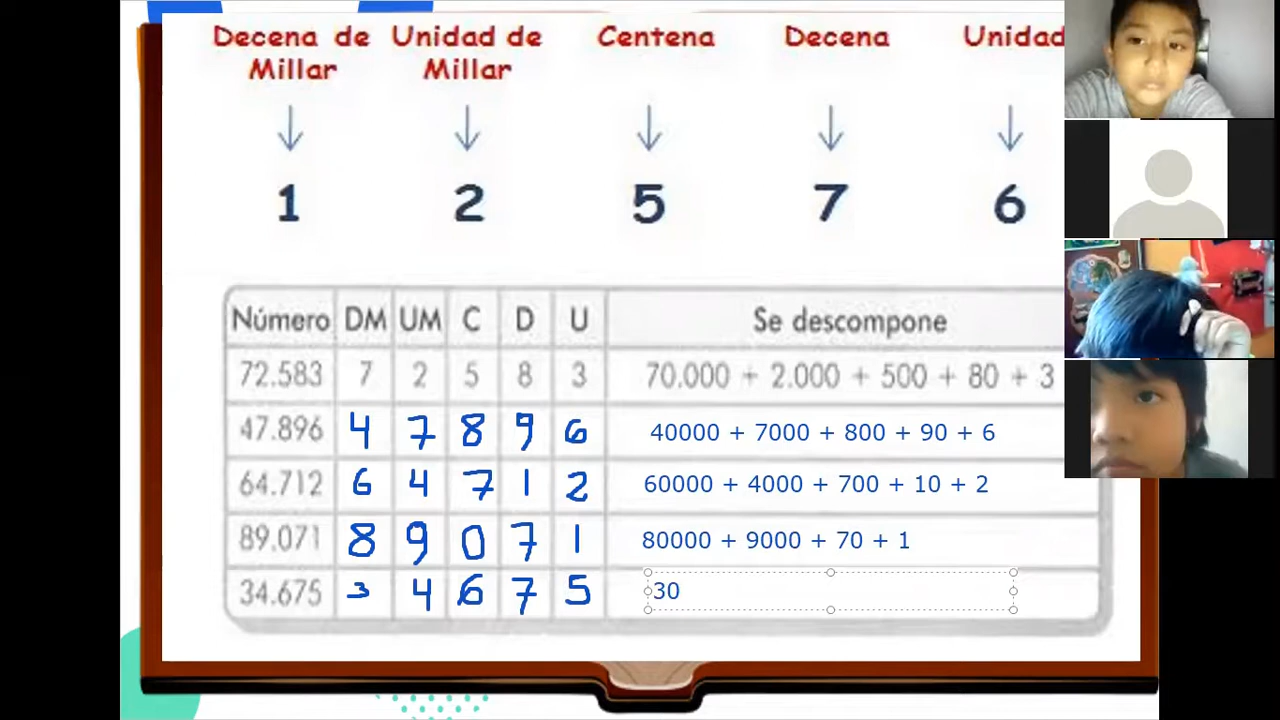 Decena de Millar Unidad de Millar Centena Decena Unidad
1 2 5 7 6
Número DM UM C D U Se descompone
72.583 7 2 5 8 3 70.000 + 2.000 + 500 + 80 + 3
47.896 4 7 8 9 6 40000 + 7000 + 800 + 90 + 6
64.712 6 4 7 1 2 60000 + 4000 + 700 + 10 + 2
89.071 8 9 0 7 1 80000 + 9000 + 70 + 1
34.675 3 4 6 7 5 30